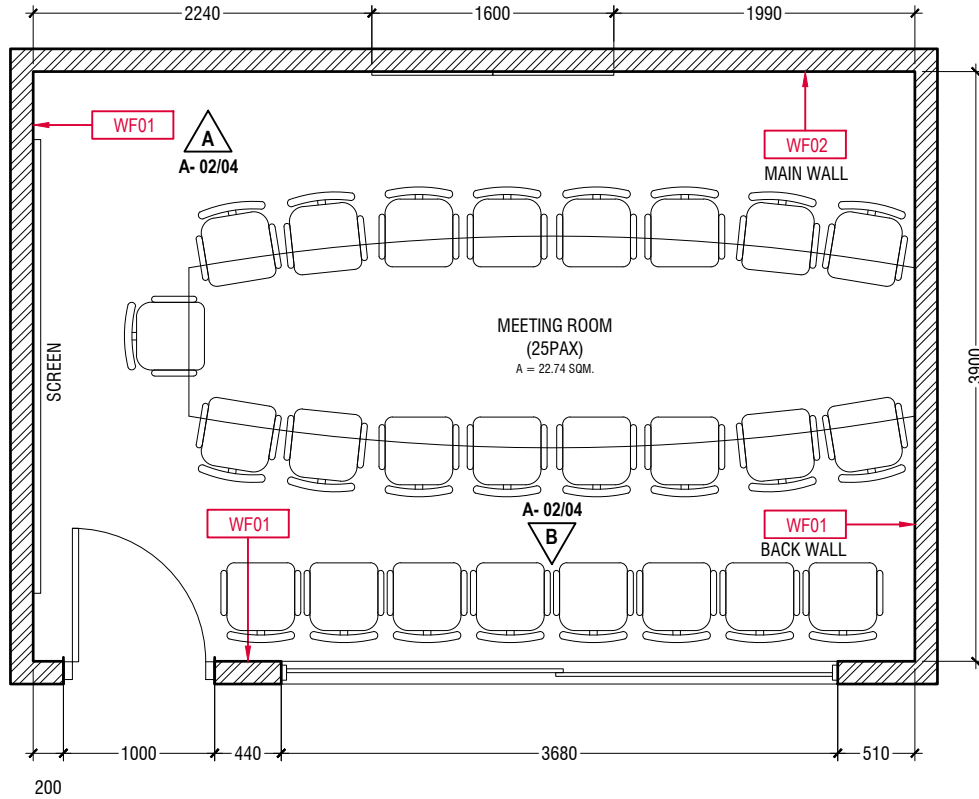 2240
1600
1990
WF01
A
A- 02/04
WF02
MAIN WALL
MEETING ROOM
(25PAX)
A = 22.74 SQM.
SCREEN
3900
A- 02/04
B
WF01
WF01
BACK WALL
1000
440
3680
510
200